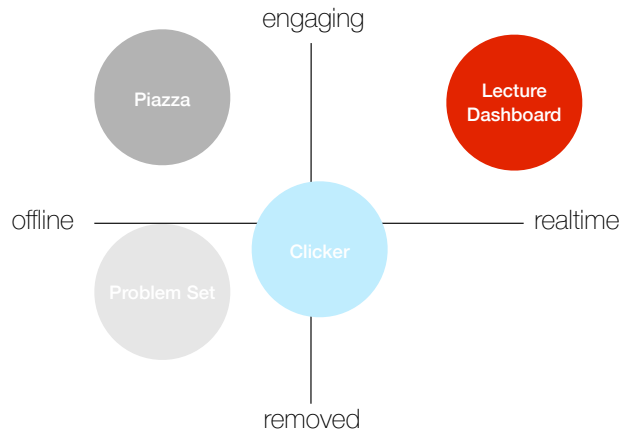 engaging
Piazza
Lecture
Dashboard
offline
realtime
Clicker
Problem Set
removed